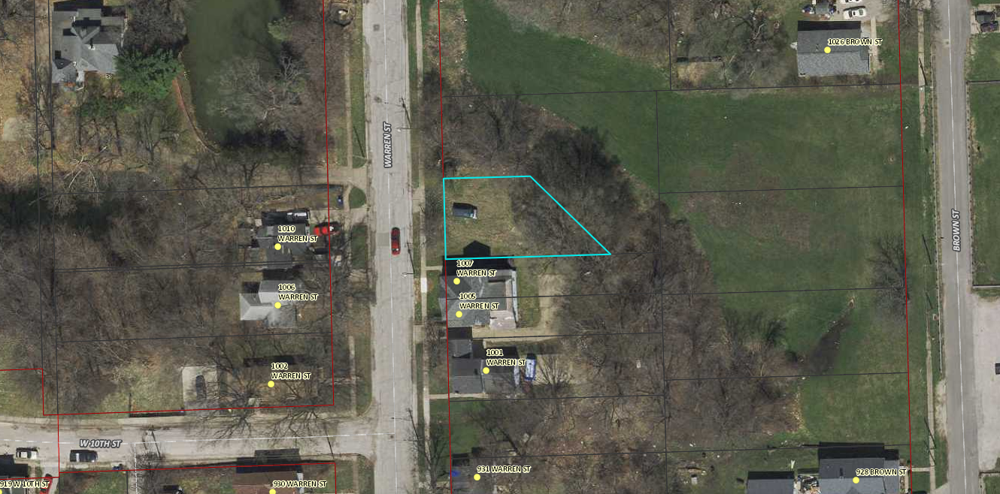 1026 BROWN ST
WARREN ST
BROWN ST
1010
WARREN ST
1007
WARREN ST
1006
WARREN ST
1005
WARREN ST
1001
WARREN ST
1002
WARREN ST
W 10TH ST
931 WARREN ST
928 BROWN ST
919 W 10TH ST
930 WARREN ST